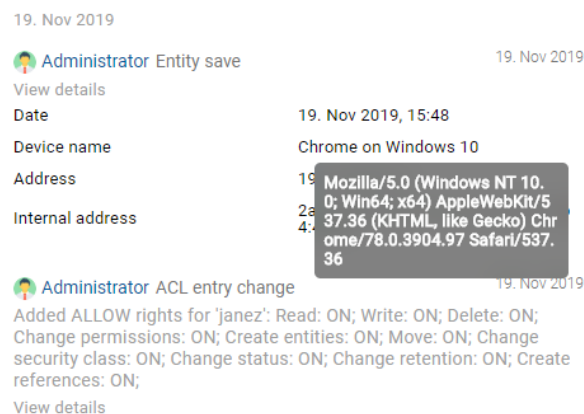 19. Nov 2019
Administrator Entity save 19. Nov 2019
View details
Date 19. Nov 2019, 15:48
Device name Chrome on Windows 10
Address 19
Internal address 2a
4:4
Mozilla/5.0 (Windows NT 10.
0; Win64; x64) AppleWebKit/5
37.36 (KHTML, like Gecko) Chr
ome/78.0.3904.97 Safari/537.
36
Administrator ACL entry change 19. Nov 2019
Added ALLOW rights for 'janez': Read: ON; Write: ON; Delete: ON;
Change permissions: ON; Create entities: ON; Move: ON; Change
security class: ON; Change status: ON; Change retention: ON; Create
references: ON;
View details